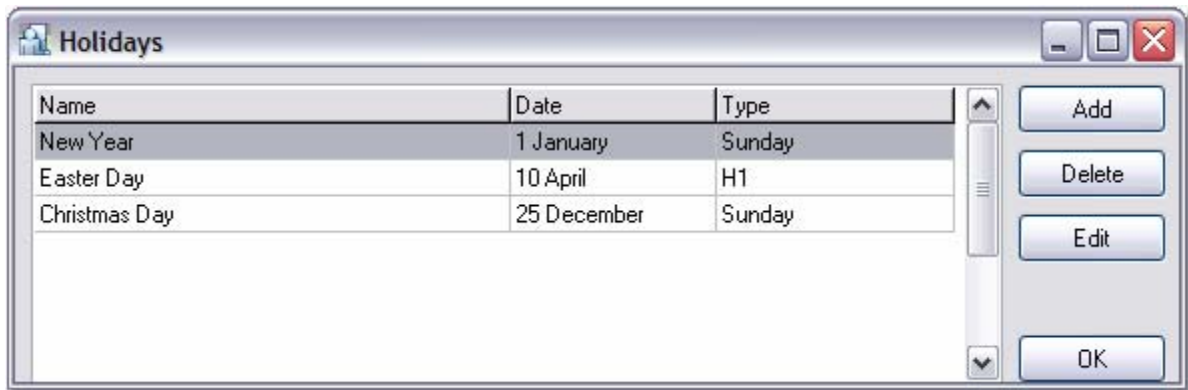 Holidays
Name Date Type Add
New Year 1 January Sunday
Easter Day 10 April H1 Delete
Christmas Day 25 December Sunday
Edit
OK